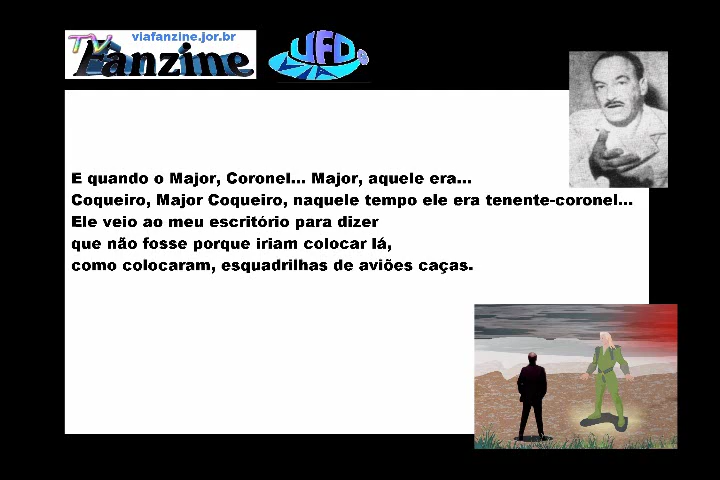 viafanzine.jor.br
TV Fanzine
UFO
VIA
E quando o Major, Coronel... Major, aquele era...
Coqueiro, Major Coqueiro, naquele tempo ele era tenente-coronel...
Ele veio ao meu escritório para dizer
que não fosse porque iriam colocar lá,
como colocaram, esquadrilhas de aviões caças.